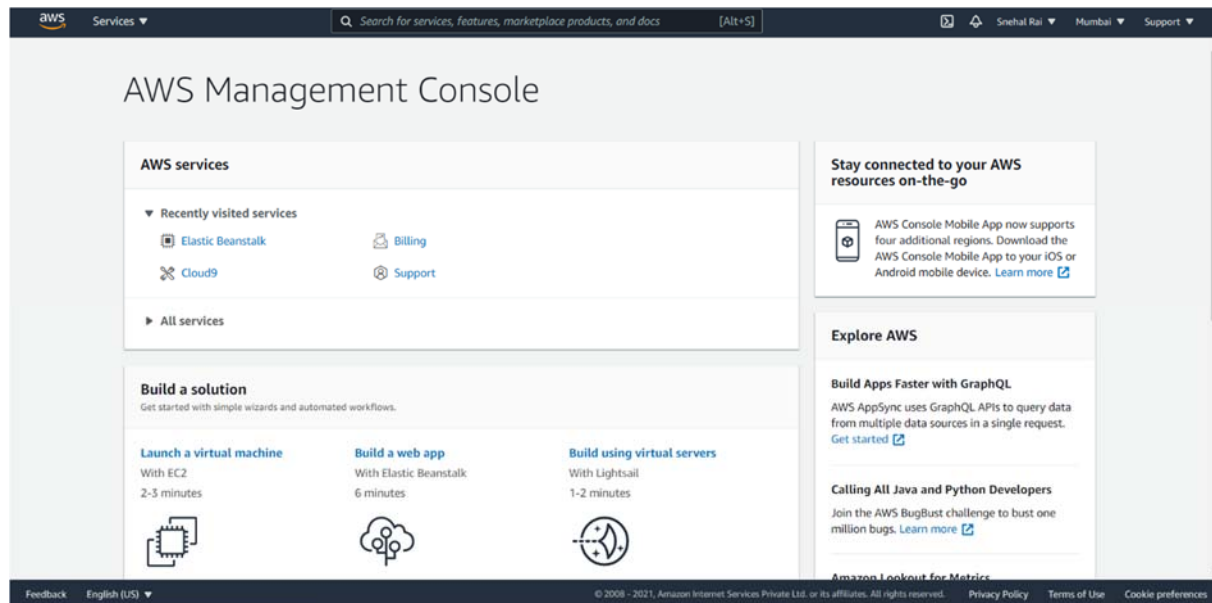 aws Services ▼ Search for services, features, marketplace products, and docs [Alt+S] Snehal Rai ▼ Mumbai ▼ Support ▼
AWS Management Console
AWS services
▼ Recently visited services
Elastic Beanstalk Billing
Cloud9 Support
▶ All services
Build a solution
Get started with simple wizards and automated workflows.
Launch a virtual machine
With EC2
2-3 minutes
Build a web app
With Elastic Beanstalk
6 minutes
Build using virtual servers
With Lightsail
1-2 minutes
Stay connected to your AWS
resources on-the-go
AWS Console Mobile App now supports
four additional regions. Download the
AWS Console Mobile App to your iOS or
Android mobile device. Learn more
Explore AWS
Build Apps Faster with GraphQL
AWS AppSync uses GraphQL APIs to query data
from multiple data sources in a single request.
Get started
Calling All Java and Python Developers
Join the AWS BugBust challenge to bust one
million bugs. Learn more
Amazon Lookout for Metrics
Feedback English (US) ▼ © 2008 - 2021, Amazon Internet Services Private Ltd. or its affiliates. All rights reserved. Privacy Policy Terms of Use Cookie preferences